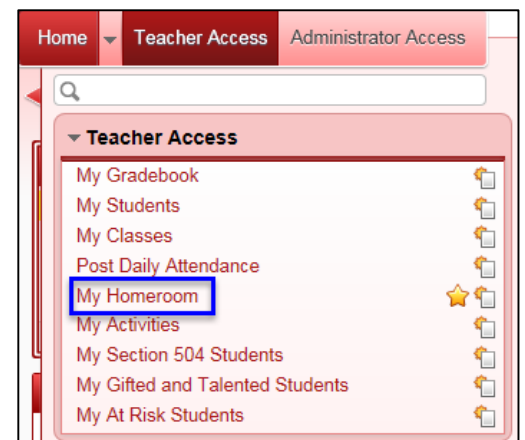 Home Teacher Access Administrator Access
Teacher Access
My Gradebook
My Students
My Classes
Post Daily Attendance
My Homeroom
My Activities
My Section 504 Students
My Gifted and Talented Students
My At Risk Students